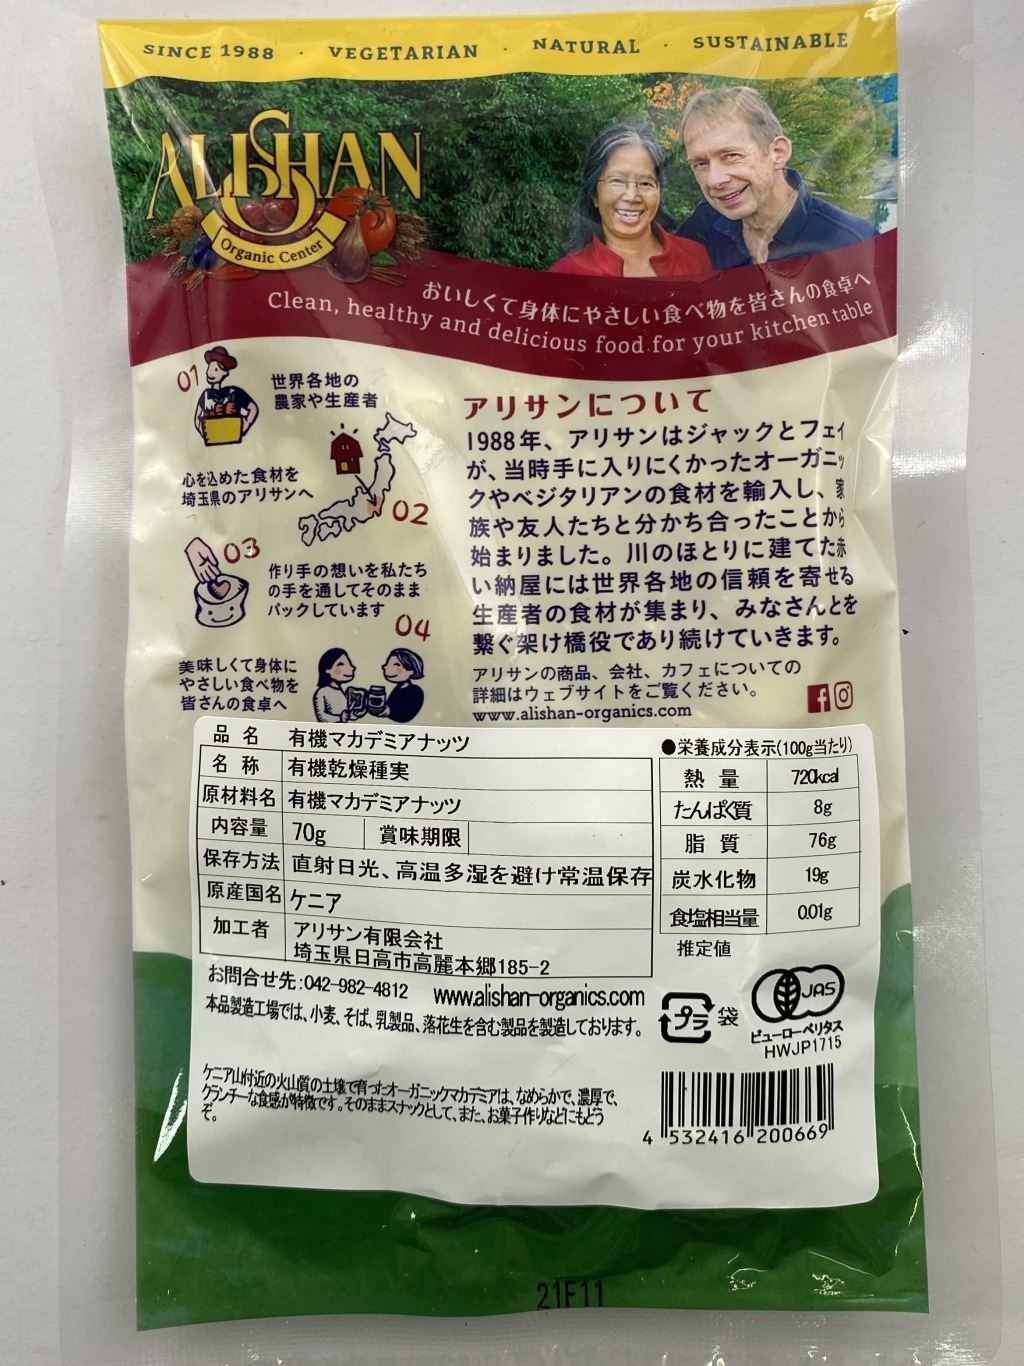 SINCE 1988 · VEGETARIAN · NATURAL · SUSTAINABLE
ALISHAN
Organic Center
おいしくて身体にやさしい食べ物を皆さんの食卓へ
Clean, healthy and delicious food for your kitchen table
01
世界各地の
農家や生産者
心を込めた食材を
埼玉県のアリサンへ
02
03
作り手の想いを私たち
の手を通してそのまま
パックしています
04
美味しくて身体に
やさしい食べ物を
皆さんの食卓へ
アリサンについて
1988年、アリサンはジャックとフェイ
が、当時手に入りにくかったオーガニッ
クやベジタリアンの食材を輸入し、家
族や友人たちと分かち合ったことから
始まりました。川のほとりに建てた赤
い納屋には世界各地の信頼を寄せる
生産者の食材が集まり、みなさんとを
繋ぐ架け橋役であり続けていきます。
アリサンの商品、会社、カフェについての
詳細はウェブサイトをご覧ください。
www.alishan-organics.com
品名 有機マカデミアナッツ
名称 有機乾燥種実
原材料名 有機マカデミアナッツ
内容量 70g 賞味期限
保存方法 直射日光、高温多湿を避け常温保存
原産国名 ケニア
加工者 アリサン有限会社
埼玉県日高市高麗本郷185-2
お問合せ先:042-982-4812 www.alishan-organics.com
本品製造工場では、小麦、そば、乳製品、落花生を含む製品を製造しております。
●栄養成分表示(100g当たり)
熱量 720kcal
たんぱく質 8g
脂質 76g
炭水化物 19g
食塩相当量 0.01g
推定値
プラ 袋
JAS
ビューローベリタス
HWJP1715
ケニア山付近の火山質の土壌で育ったオーガニックマカデミアは、なめらかで、濃厚で、
クランチーな食感が特徴です。そのままスナックとして、また、お菓子作りなどにもどう
ぞ。
4 532416 200669
21F11